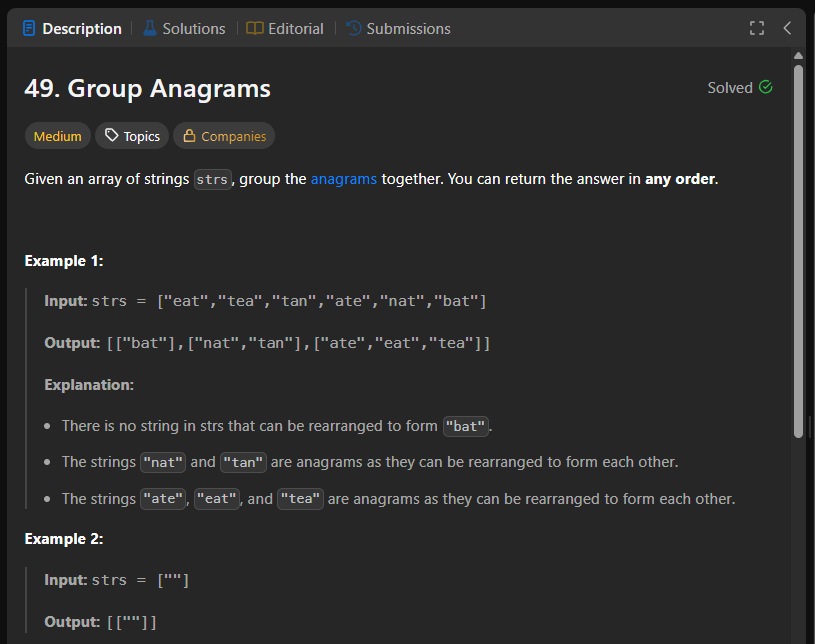 Description | Solutions | Editorial | Submissions
49. Group Anagrams Solved
Medium Topics Companies
Given an array of strings strs, group the anagrams together. You can return the answer in any order.
Example 1:
Input: strs = ["eat","tea","tan","ate","nat","bat"]
Output: [["bat"],["nat","tan"],["ate","eat","tea"]]
Explanation:
• There is no string in strs that can be rearranged to form "bat".
• The strings "nat" and "tan" are anagrams as they can be rearranged to form each other.
• The strings "ate", "eat", and "tea" are anagrams as they can be rearranged to form each other.
Example 2:
Input: strs = [""]
Output: [[""]]